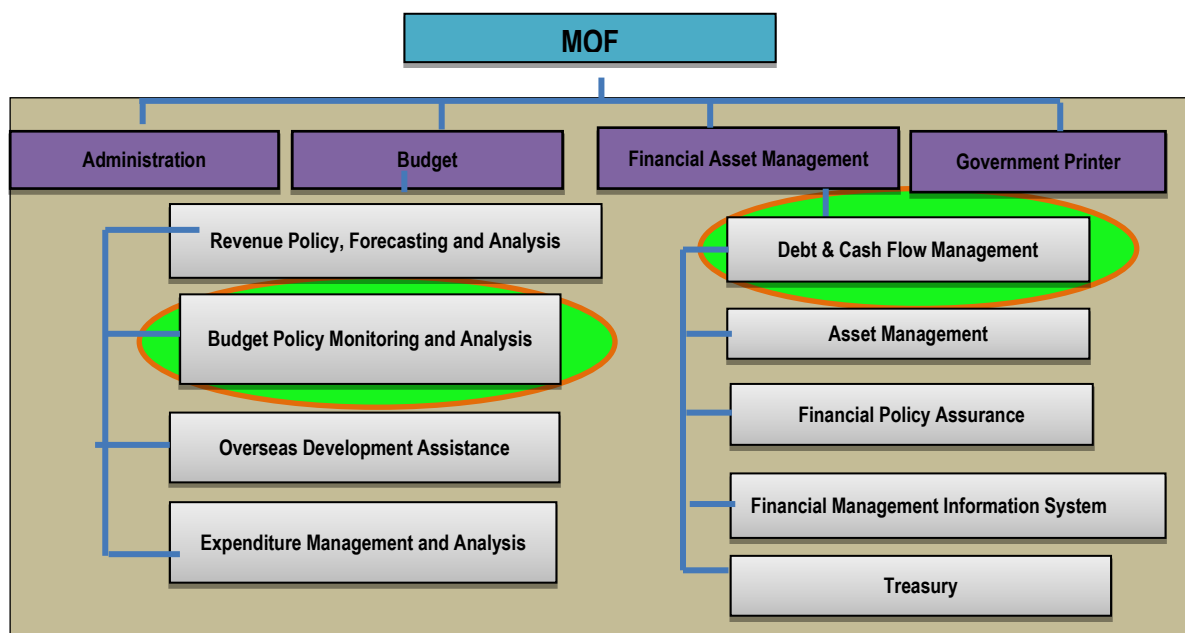 MOF
Administration
Budget
Financial Asset Management
Government Printer
Revenue Policy, Forecasting and Analysis
Budget Policy Monitoring and Analysis
Overseas Development Assistance
Expenditure Management and Analysis
Debt & Cash Flow Management
Asset Management
Financial Policy Assurance
Financial Management Information System
Treasury